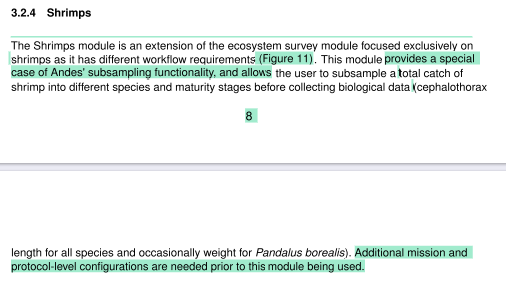 3.2.4 Shrimps
The Shrimps module is an extension of the ecosystem survey module focused exclusively on
shrimps as it has different workflow requirements (Figure 11). This module provides a special
case of Andes' subsampling functionality, and allows the user to subsample a total catch of
shrimp into different species and maturity stages before collecting biological data (cephalothorax
8
length for all species and occasionally weight for Pandalus borealis). Additional mission and
protocol-level configurations are needed prior to this module being used.